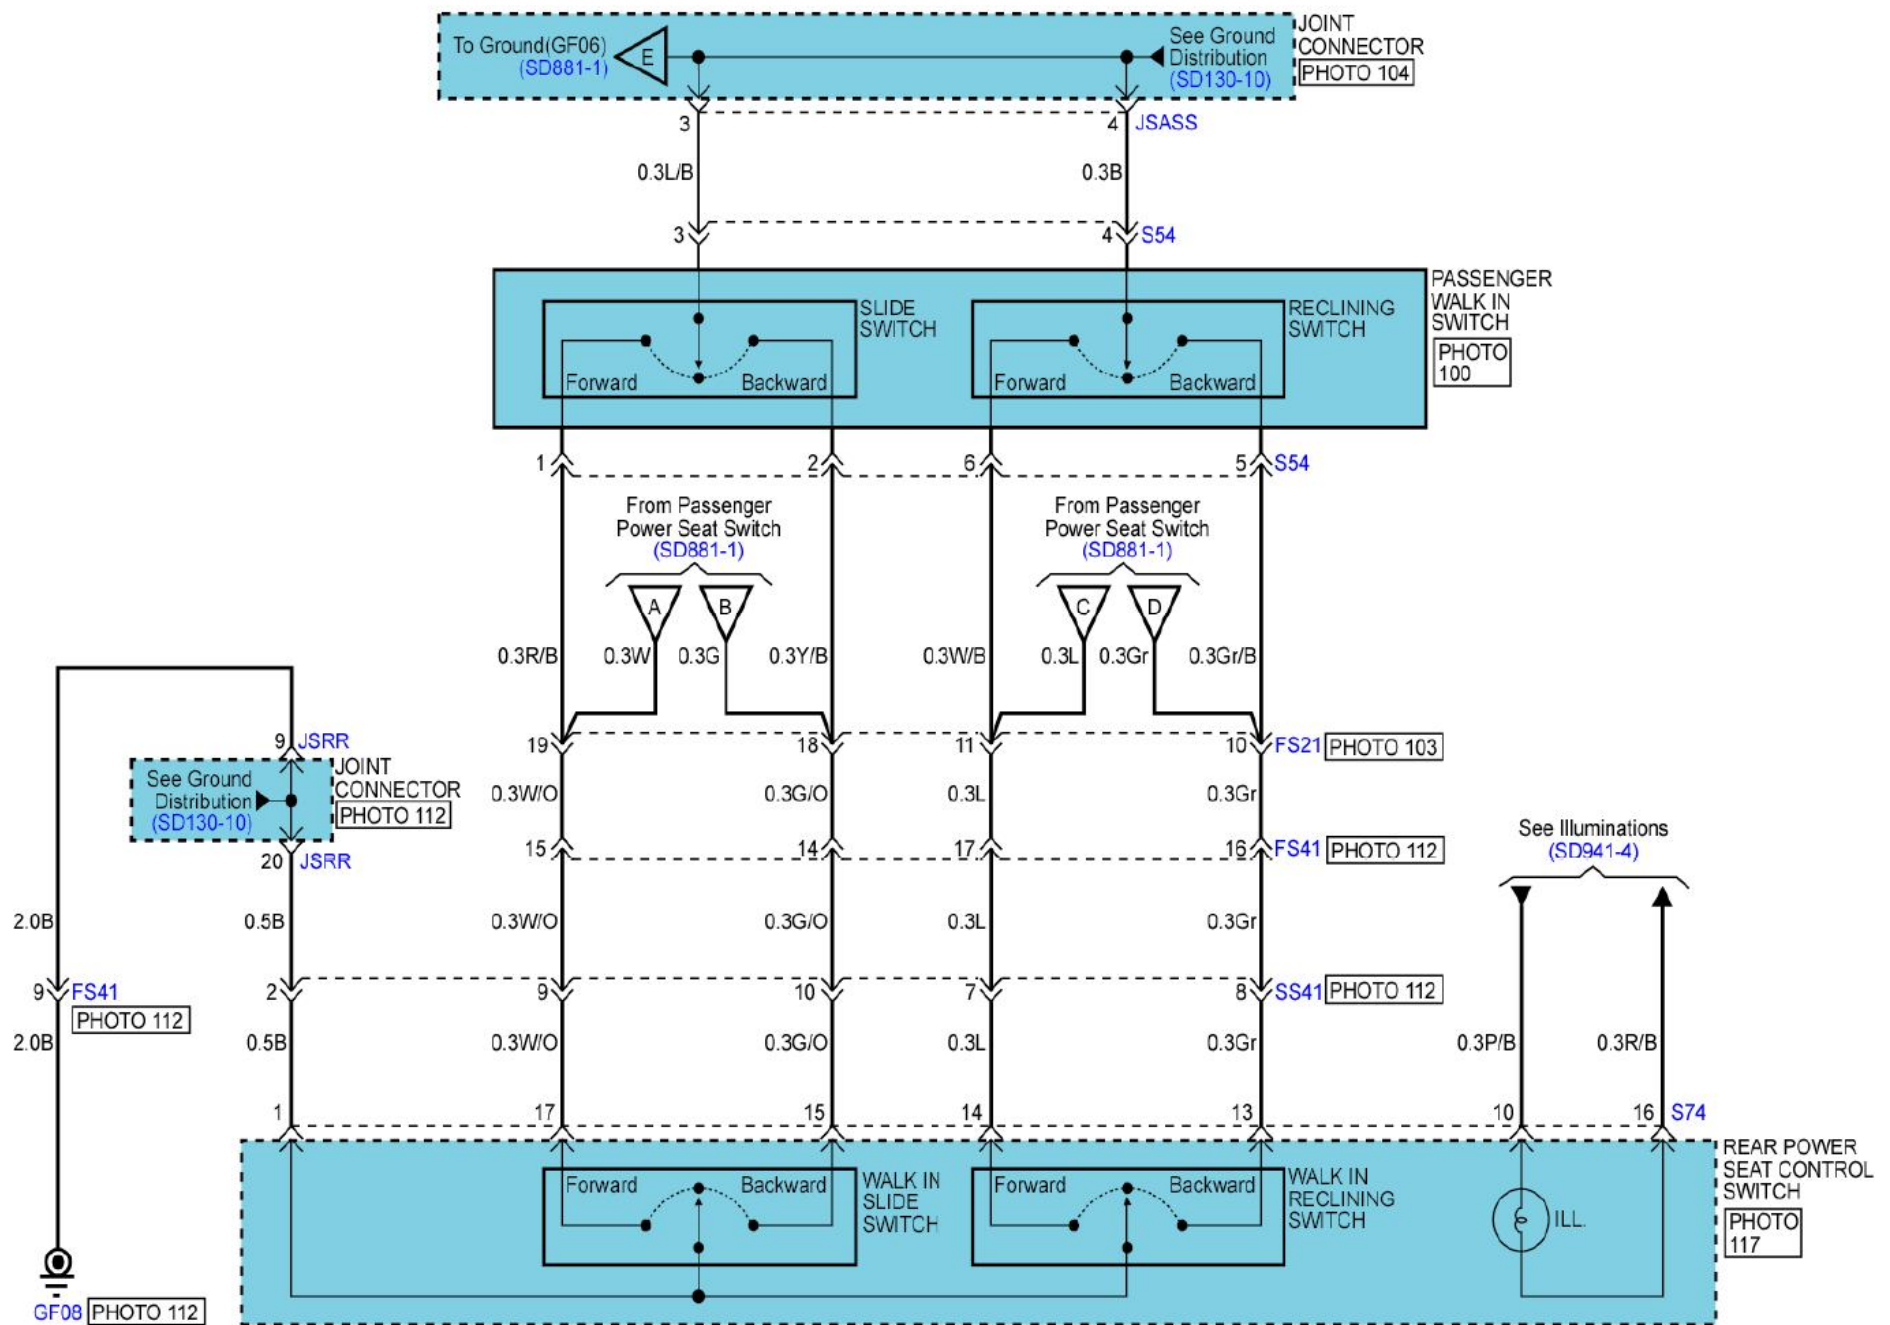 To Ground(GF06)
(SD881-1)
E
See Ground
Distribution
(SD130-10)
JOINT
CONNECTOR
PHOTO 104
3
4
JSASS
0.3L/B
0.3B
3
4
S54
PASSENGER
WALK IN
SWITCH
PHOTO
100
SLIDE
SWITCH
RECLINING
SWITCH
Forward
Backward
Forward
Backward
1
2
6
5
S54
From Passenger
Power Seat Switch
(SD881-1)
From Passenger
Power Seat Switch
(SD881-1)
A
B
C
D
0.3R/B
0.3W
0.3G
0.3Y/B
0.3W/B
0.3L
0.3Gr
0.3Gr/B
9
JSRR
19
18
11
10
FS21
PHOTO 103
See Ground
Distribution
(SD130-10)
JOINT
CONNECTOR
PHOTO 112
0.3W/O
0.3G/O
0.3L
0.3Gr
20
JSRR
15
14
17
16
FS41
PHOTO 112
See Illuminations
(SD941-4)
2.0B
0.5B
0.3W/O
0.3G/O
0.3L
0.3Gr
9
FS41
PHOTO 112
2
9
10
7
8
SS41
PHOTO 112
2.0B
0.5B
0.3W/O
0.3G/O
0.3L
0.3Gr
0.3P/B
0.3R/B
1
17
15
14
13
10
16
S74
REAR POWER
SEAT CONTROL
SWITCH
PHOTO
117
Forward
Backward
WALK IN
SLIDE
SWITCH
Forward
Backward
WALK IN
RECLINING
SWITCH
ILL.
GF08
PHOTO 112